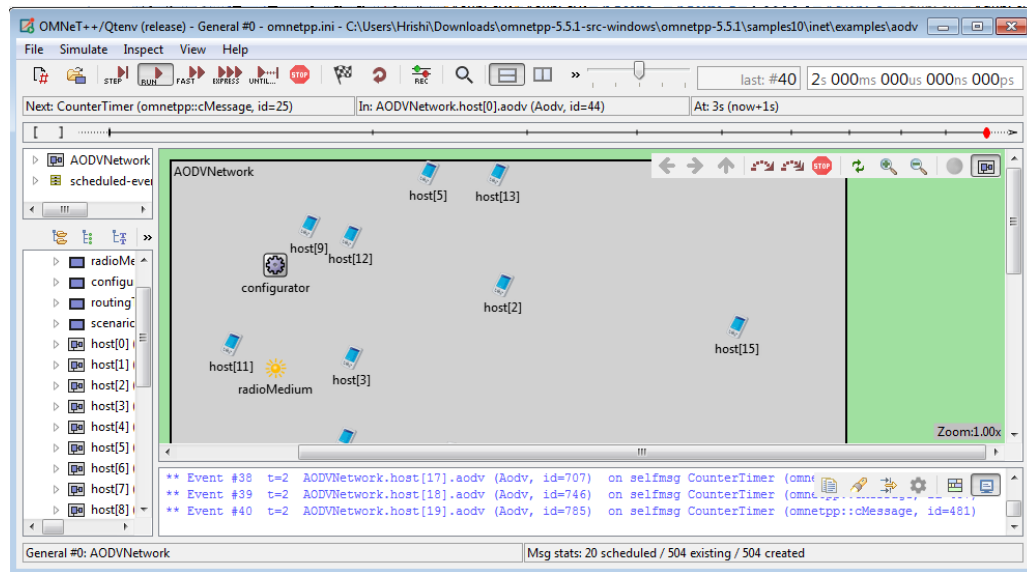 OMNeT++/Qtenv (release) - General #0 - omnetpp.ini - C:\Users\Hrishi\Downloads\omnetpp-5.5.1-src-windows\omnetpp-5.5.1\samples10\inet\examples\aodv
File Simulate Inspect View Help
STEP RUN FAST EXPRESS UNTIL... STOP REC » last: #40 2s 000ms 000us 000ns 000ps
Next: CounterTimer (omnetpp::cMessage, id=25) In: AODVNetwork.host[0].aodv (Aodv, id=44) At: 3s (now+1s)
[ ]
AODVNetwork
scheduled-eve
»
radioMe
configu
routing
scenaric
host[0] (
host[1] (
host[2] (
host[3] (
host[4] (
host[5] (
host[6] (
host[7] (
host[8] (
AODVNetwork
STOP
host[5] host[13]
host[9]
host[12]
configurator
host[2]
host[15]
host[11]
host[3]
radioMedium
Zoom:1.00x
** Event #38 t=2 AODVNetwork.host[17].aodv (Aodv, id=707) on selfmsg CounterTimer
** Event #39 t=2 AODVNetwork.host[18].aodv (Aodv, id=746) on selfmsg CounterTimer
** Event #40 t=2 AODVNetwork.host[19].aodv (Aodv, id=785) on selfmsg CounterTimer (omnetpp::cMessage, id=481)
General #0: AODVNetwork Msg stats: 20 scheduled / 504 existing / 504 created